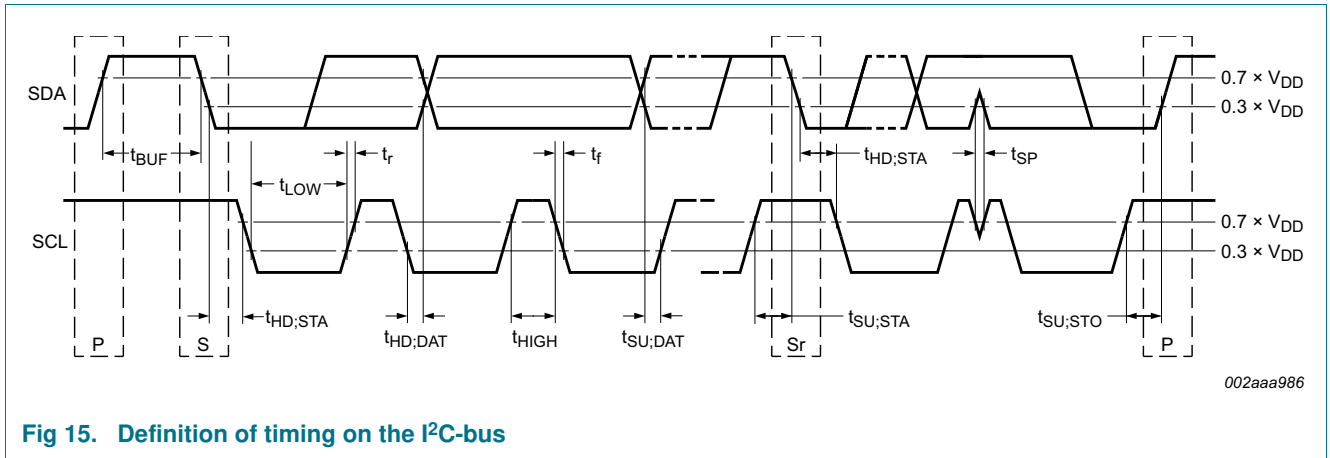 SDA
0.7 × VDD
0.3 × VDD
tBUF
tr
tf
tHD;STA
tSP
tLOW
SCL
0.7 × VDD
0.3 × VDD
tHD;STA
tHD;DAT
tHIGH
tSU;DAT
tSU;STA
tSU;STO
P
S
Sr
P
002aaa986
Fig 15. Definition of timing on the I²C-bus